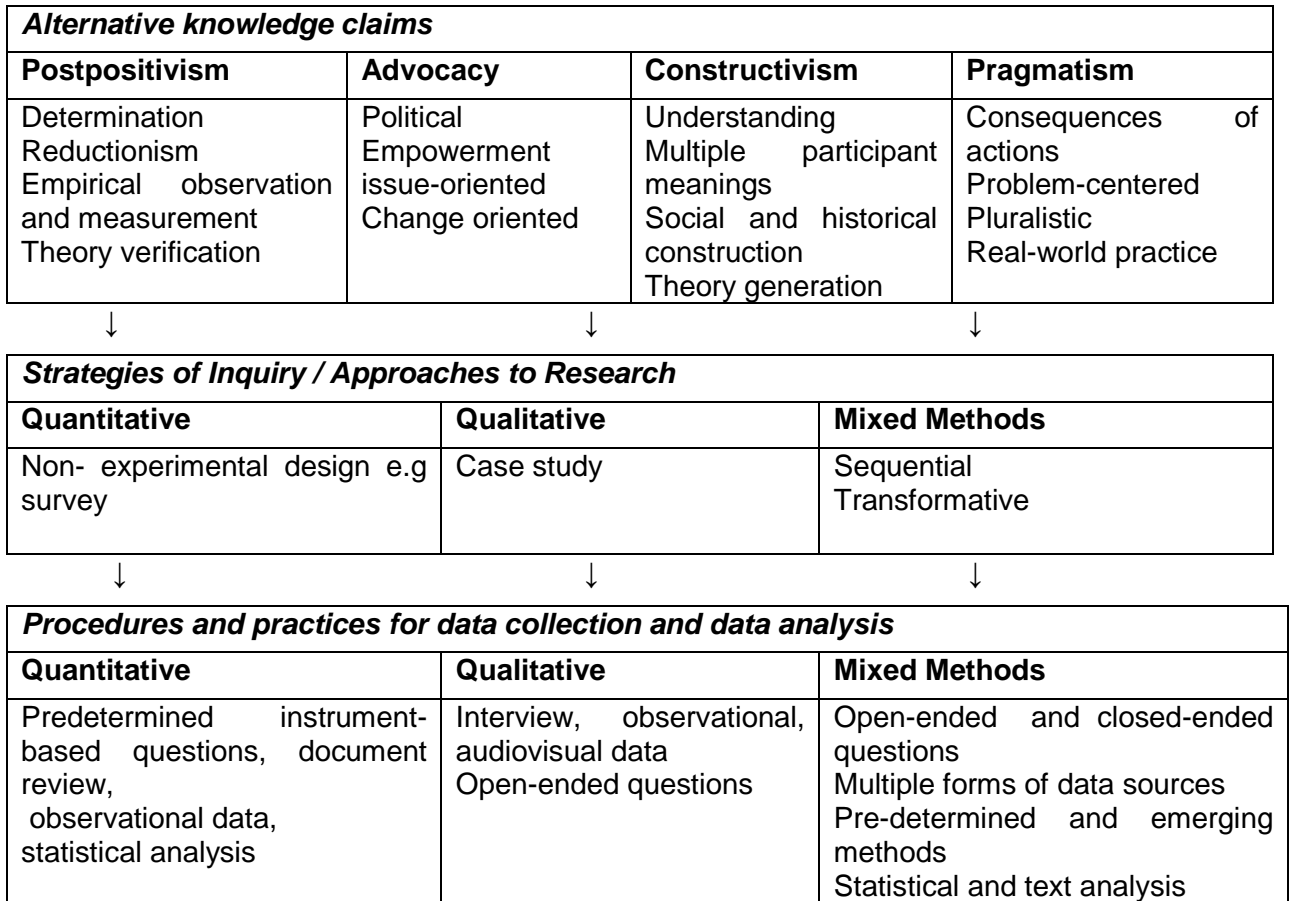 Alternative knowledge claims
Postpositivism
Advocacy
Constructivism
Pragmatism
Determination
Reductionism
Empirical observation
and measurement
Theory verification
Political
Empowerment
issue-oriented
Change oriented
Understanding
Multiple participant
meanings
Social and historical
construction
Theory generation
Consequences of
actions
Problem-centered
Pluralistic
Real-world practice
↓ ↓ ↓
Strategies of Inquiry / Approaches to Research
Quantitative
Qualitative
Mixed Methods
Non- experimental design e.g
survey
Case study
Sequential
Transformative
↓ ↓ ↓
Procedures and practices for data collection and data analysis
Quantitative
Qualitative
Mixed Methods
Predetermined instrument-
based questions, document
review,
observational data,
statistical analysis
Interview, observational,
audiovisual data
Open-ended questions
Open-ended and closed-ended
questions
Multiple forms of data sources
Pre-determined and emerging
methods
Statistical and text analysis